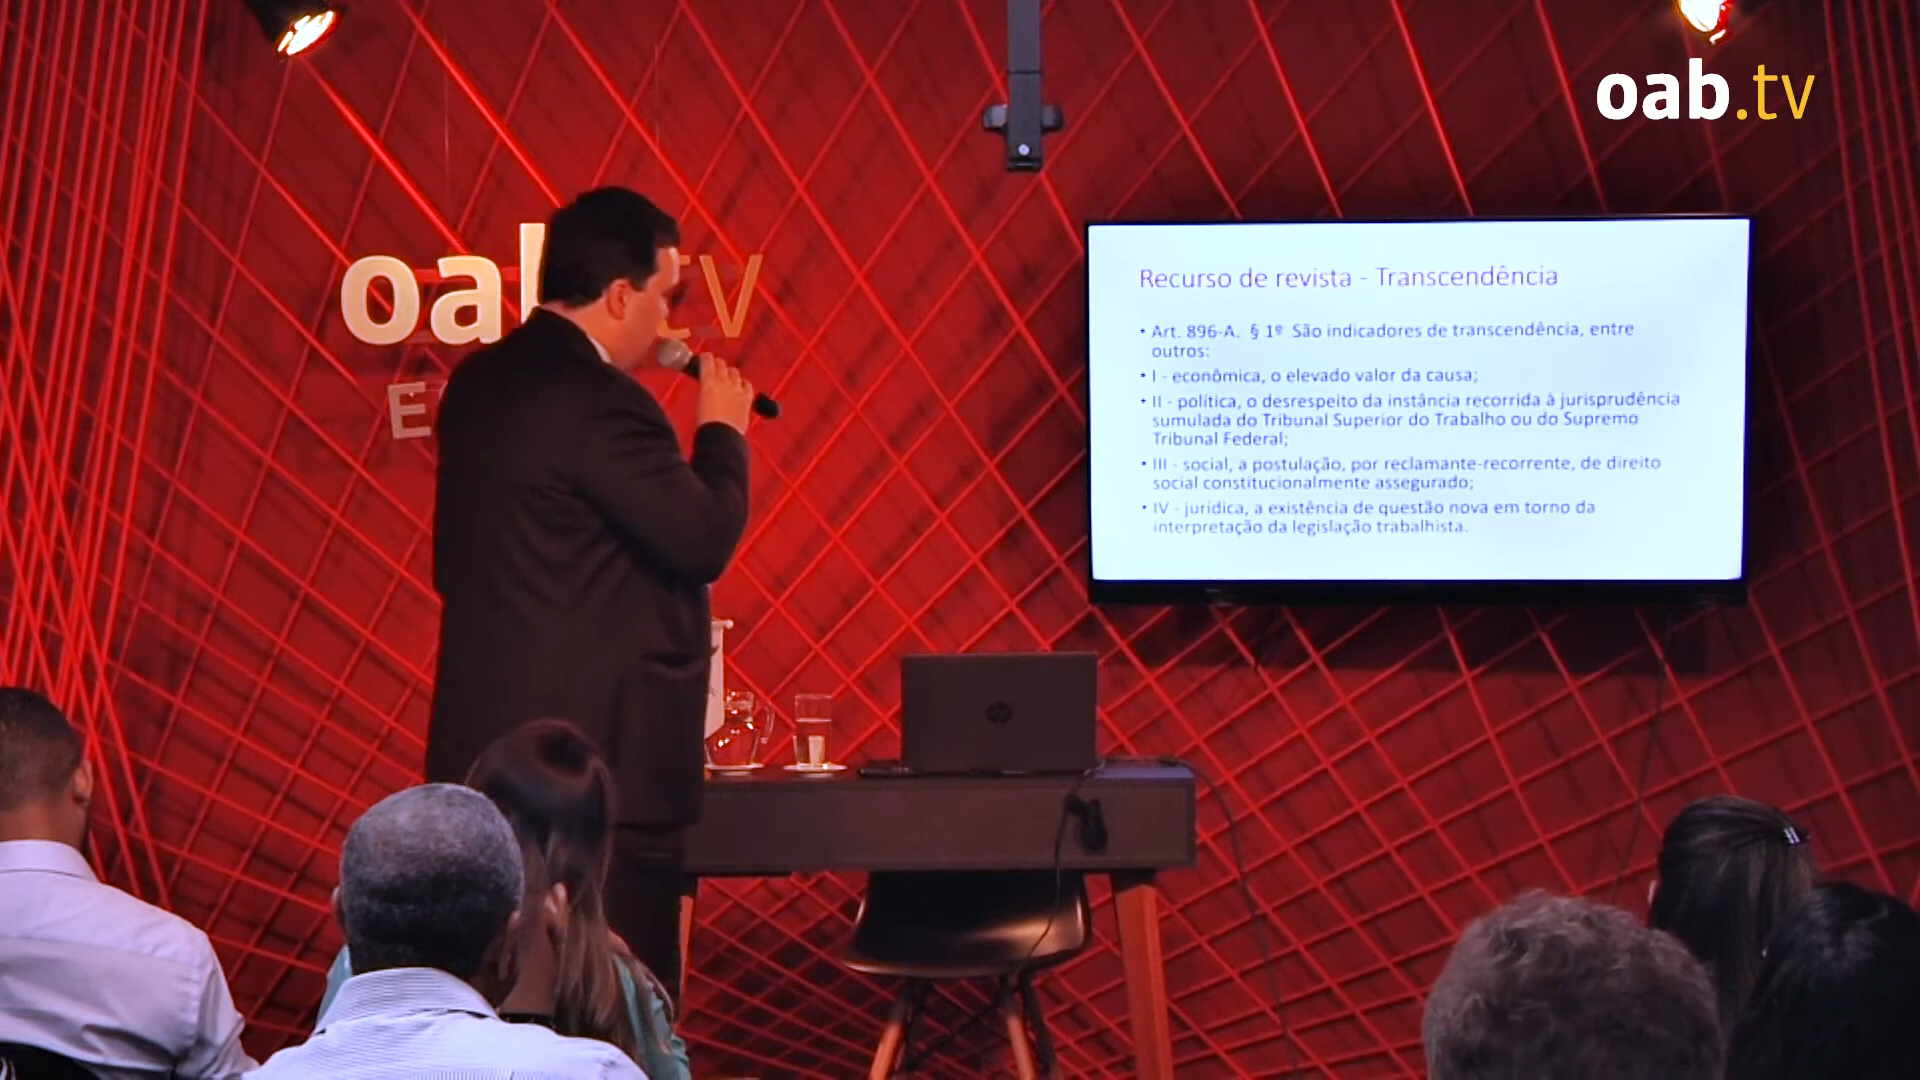 oab.tv
oa tv
E
Recurso de revista - Transcendência
• Art. 896-A. § 1º São indicadores de transcendência, entre
outros:
• I - econômica, o elevado valor da causa;
• II - política, o desrespeito da instância recorrida à jurisprudência
sumulada do Tribunal Superior do Trabalho ou do Supremo
Tribunal Federal;
• III - social, a postulação, por reclamante-recorrente, de direito
social constitucionalmente assegurado;
• IV - jurídica, a existência de questão nova em torno da
interpretação da legislação trabalhista.
hp